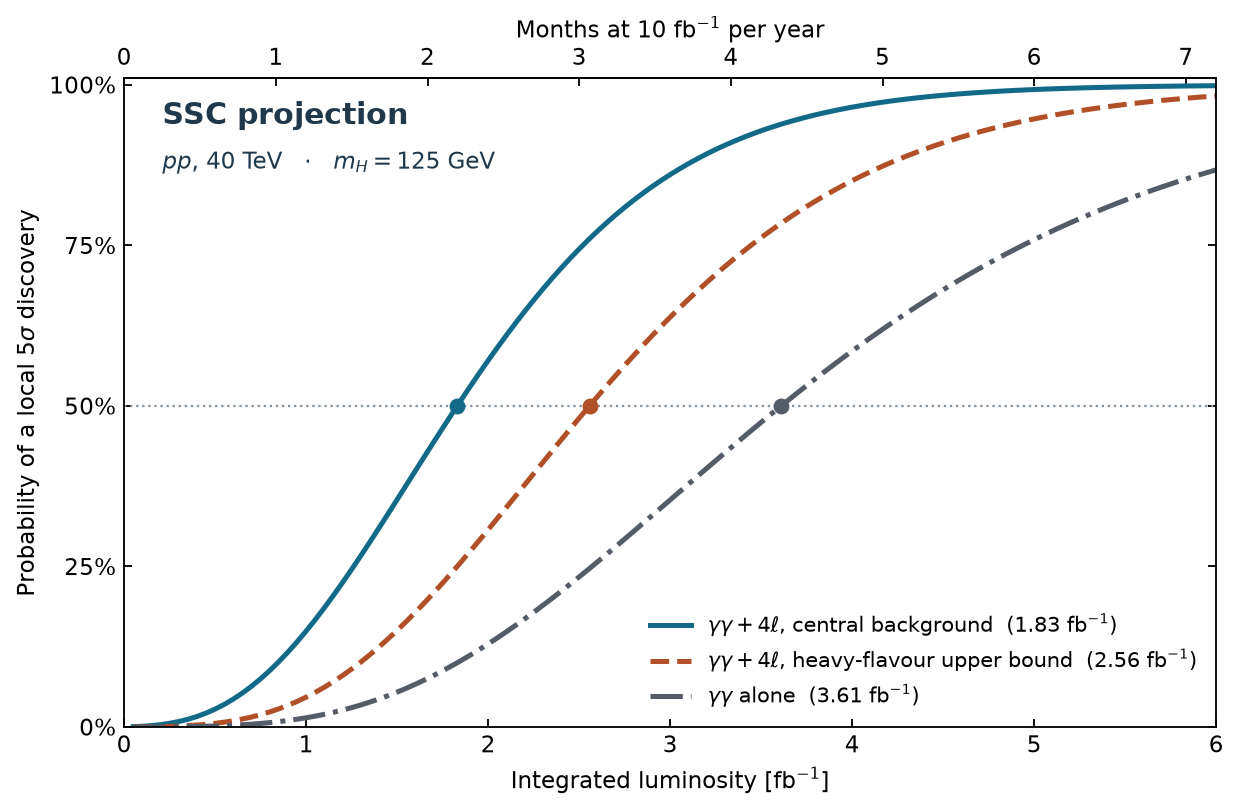 Months at 10 fb⁻¹ per year
0 1 2 3 4 5 6 7
SSC projection
pp, 40 TeV · m_H = 125 GeV
Probability of a local 5σ discovery
100%
75%
50%
25%
0%
γγ + 4ℓ, central background (1.83 fb⁻¹)
γγ + 4ℓ, heavy-flavour upper bound (2.56 fb⁻¹)
γγ alone (3.61 fb⁻¹)
0 1 2 3 4 5 6
Integrated luminosity [fb⁻¹]